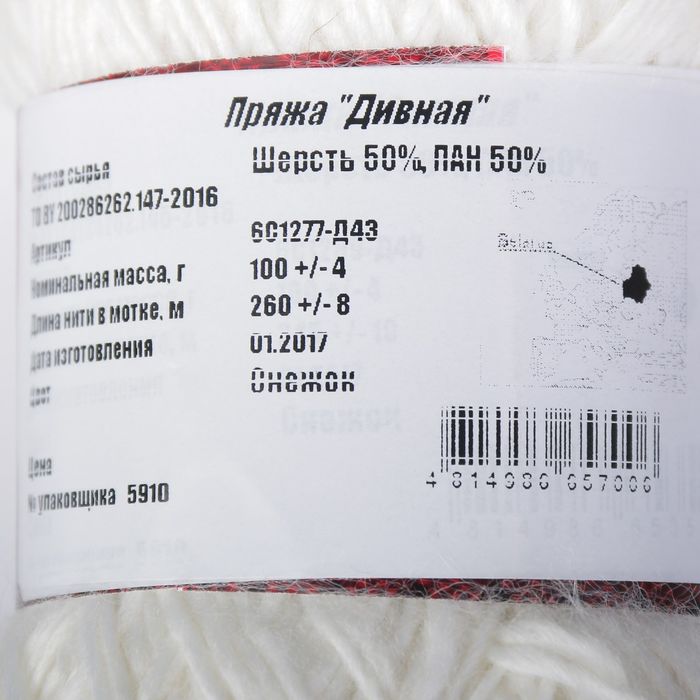 Пряжа "Дивная"
Состав сырья Шерсть 50%, ПАН 50%
ТО BY 200286262.147-2016
Артикул 6С1277-Д43
Номинальная масса, г 100 +/- 4
Длина нити в мотке, м 260 +/- 8
Дата изготовления 01.2017
Цвет Снежок
Belarus
Цена
№ упаковщика 5910
4 814986 657006